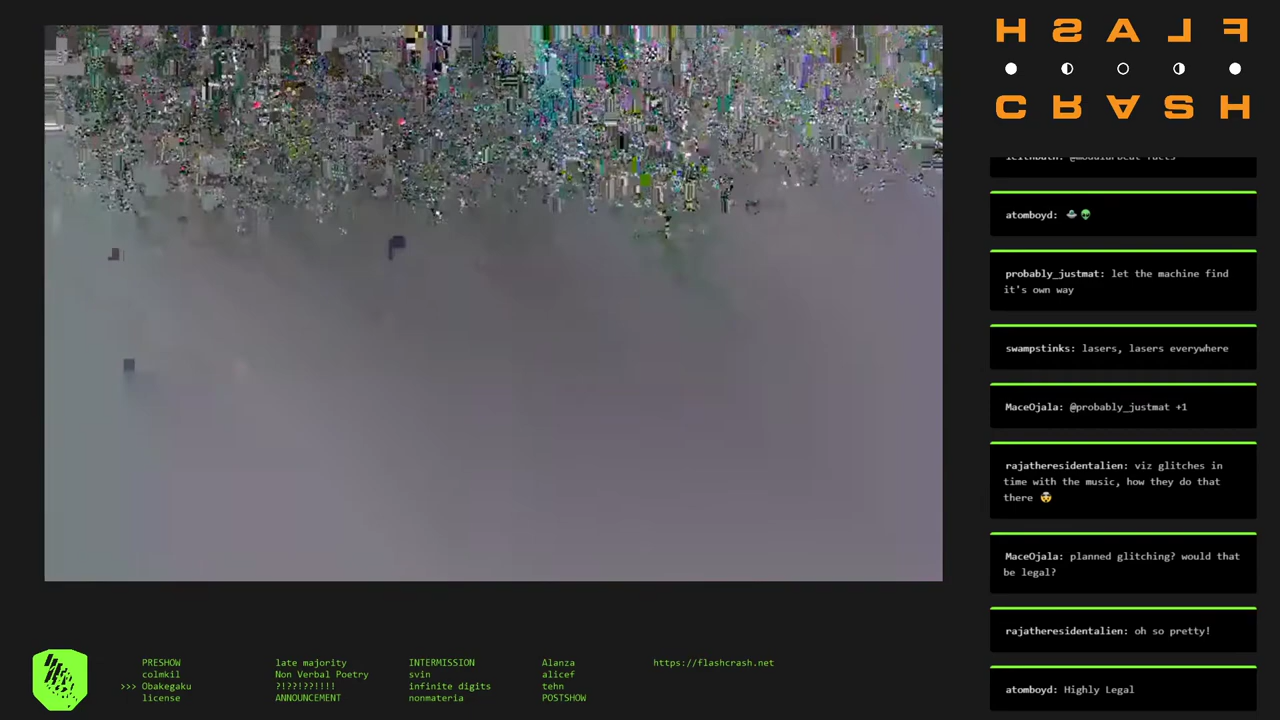 FLASH
CRASH
atomboyd: 🛸👽
probably_justmat: let the machine find
it's own way
swampstinks: lasers, lasers everywhere
MaceOjala: @probably_justmat +1
rajatheresidentalien: viz glitches in
time with the music, how they do that
there 🤯
MaceOjala: planned glitching? would that
be legal?
rajatheresidentalien: oh so pretty!
atomboyd: Highly Legal
PRESHOW
colmkil
>>> Obakegaku
license
late majority
Non Verbal Poetry
?!??!??!!!!
ANNOUNCEMENT
INTERMISSION
svin
infinite digits
nonmateria
Alanza
alicef
tehn
POSTSHOW
https://flashcrash.net